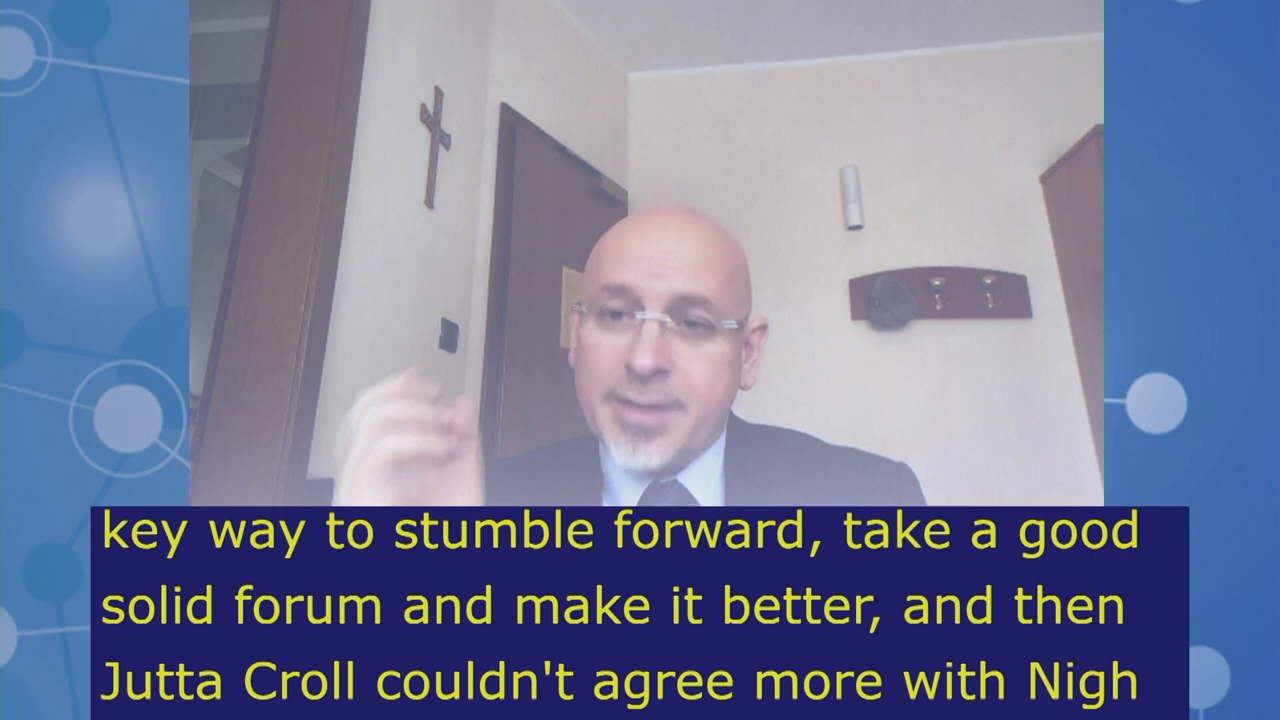 key way to stumble forward, take a good
solid forum and make it better, and then
Jutta Croll couldn't agree more with Nigh